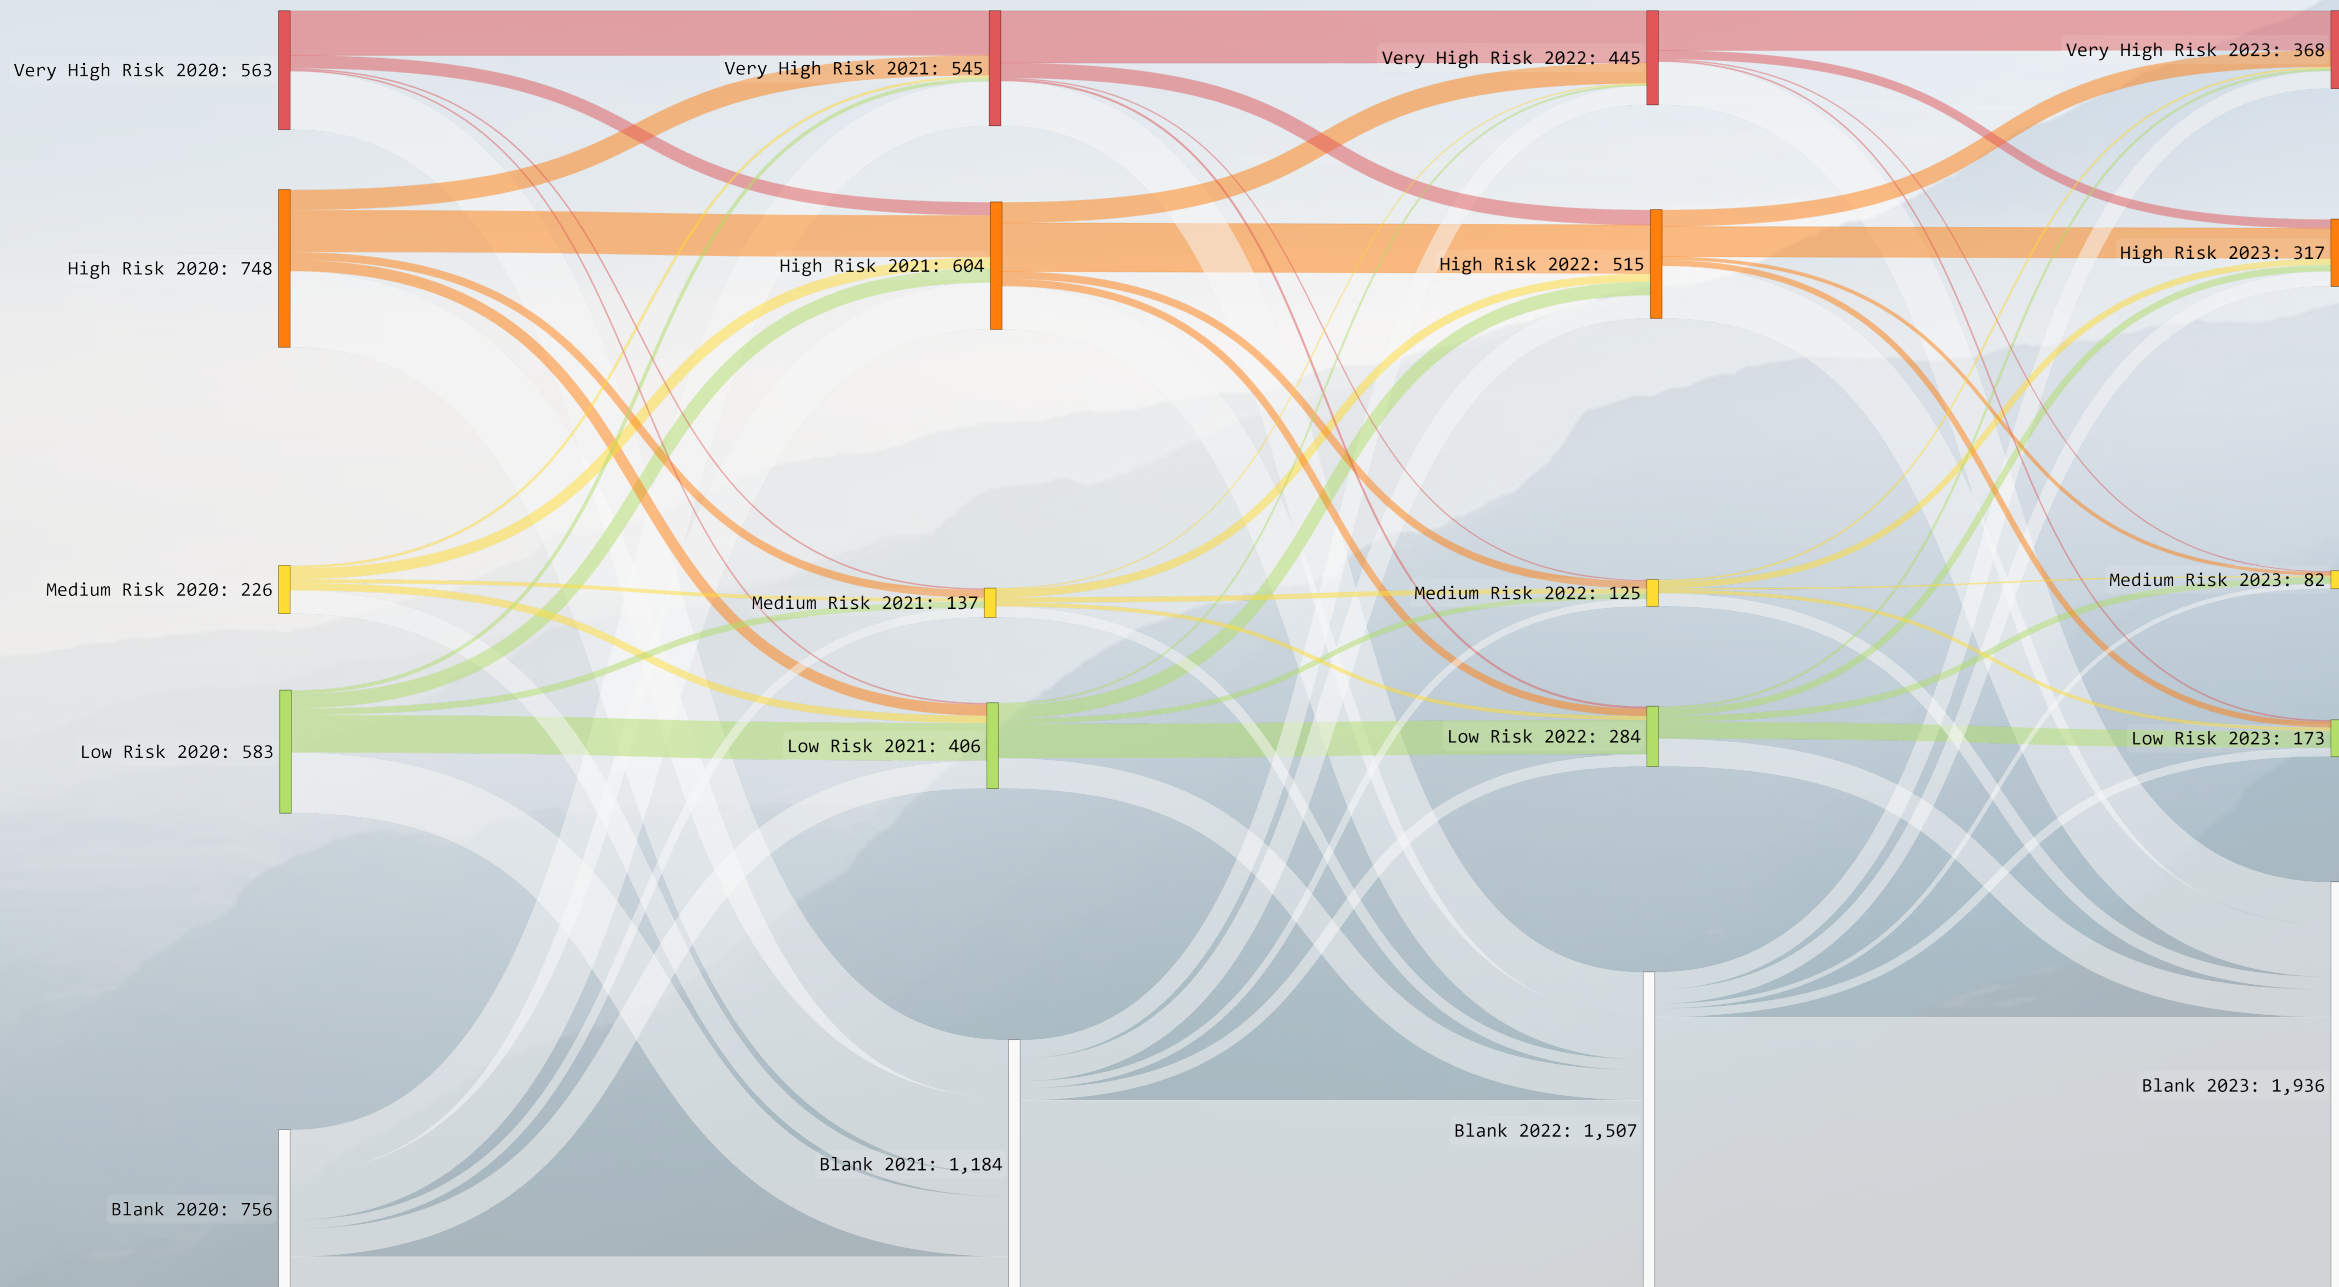 Very High Risk 2020: 563
High Risk 2020: 748
Medium Risk 2020: 226
Low Risk 2020: 583
Blank 2020: 756
Very High Risk 2021: 545
High Risk 2021: 604
Medium Risk 2021: 137
Low Risk 2021: 406
Blank 2021: 1,184
Very High Risk 2022: 445
High Risk 2022: 515
Medium Risk 2022: 125
Low Risk 2022: 284
Blank 2022: 1,507
Very High Risk 2023: 368
High Risk 2023: 317
Medium Risk 2023: 82
Low Risk 2023: 173
Blank 2023: 1,936